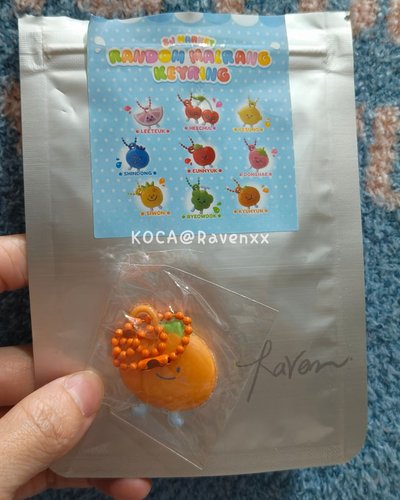 SJ MARKET
RANDOM MALRANG
KEYRING
LEETEUK
HEECHUL
YESUNG
SHINDONG
EUNHYUK
DONGHAE
SIWON
RYEOWOOK
KYUHYUN
KOCA@Ravenxx
Raven